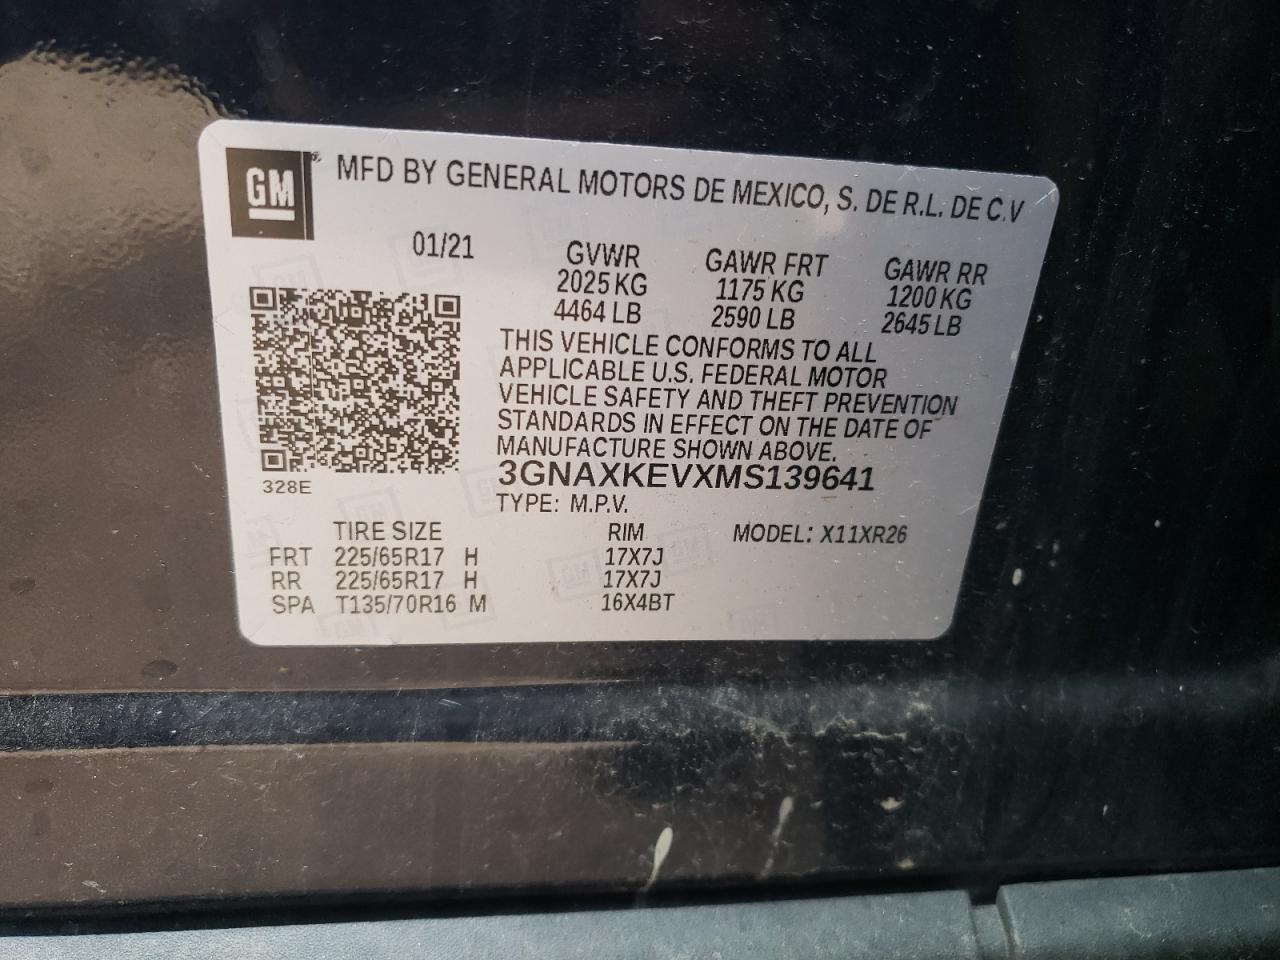 GM MFD BY GENERAL MOTORS DE MEXICO, S. DE R.L. DE C.V
01/21 GVWR GAWR FRT GAWR RR
2025 KG 1175 KG 1200 KG
4464 LB 2590 LB 2645 LB
THIS VEHICLE CONFORMS TO ALL
APPLICABLE U.S. FEDERAL MOTOR
VEHICLE SAFETY AND THEFT PREVENTION
STANDARDS IN EFFECT ON THE DATE OF
MANUFACTURE SHOWN ABOVE.
328E 3GNAXKEVXMS139641
TYPE: M.P.V.
TIRE SIZE RIM MODEL: X11XR26
FRT 225/65R17 H 17X7J
RR 225/65R17 H 17X7J
SPA T135/70R16 M 16X4BT